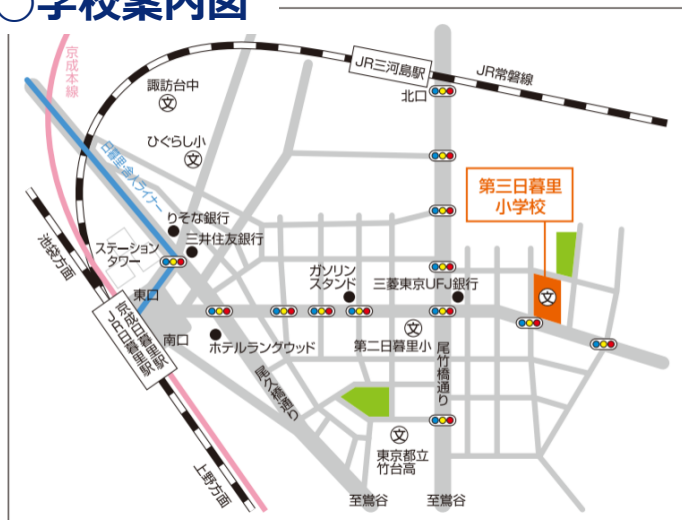 ○学校案内図
京成本線
諏訪台中
文
ひぐらし小
文
日暮里・舎人ライナー
JR三河島駅
北口
JR常磐線
第三日暮里
小学校
文
りそな銀行
三井住友銀行
ステーション
タワー
池袋方面
東口
京成日暮里駅
JR日暮里駅
南口
ホテルラングウッド
ガソリン
スタンド
三菱東京UFJ銀行
文
第二日暮里小
尾竹橋通り
尾久橋通り
文
東京都立
竹台高
上野方面
至鶯谷
至鶯谷